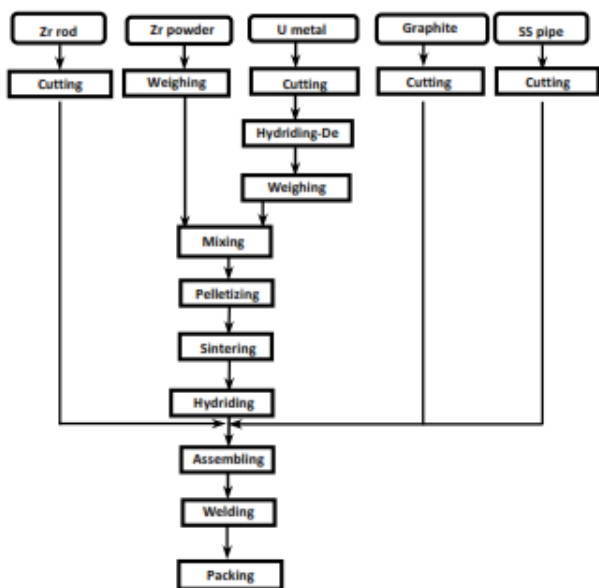 Zr rod
Zr powder
U metal
Graphite
SS pipe
Cutting
Weighing
Cutting
Cutting
Cutting
Hydriding-De
Weighing
Mixing
Pelletizing
Sintering
Hydriding
Assembling
Welding
Packing